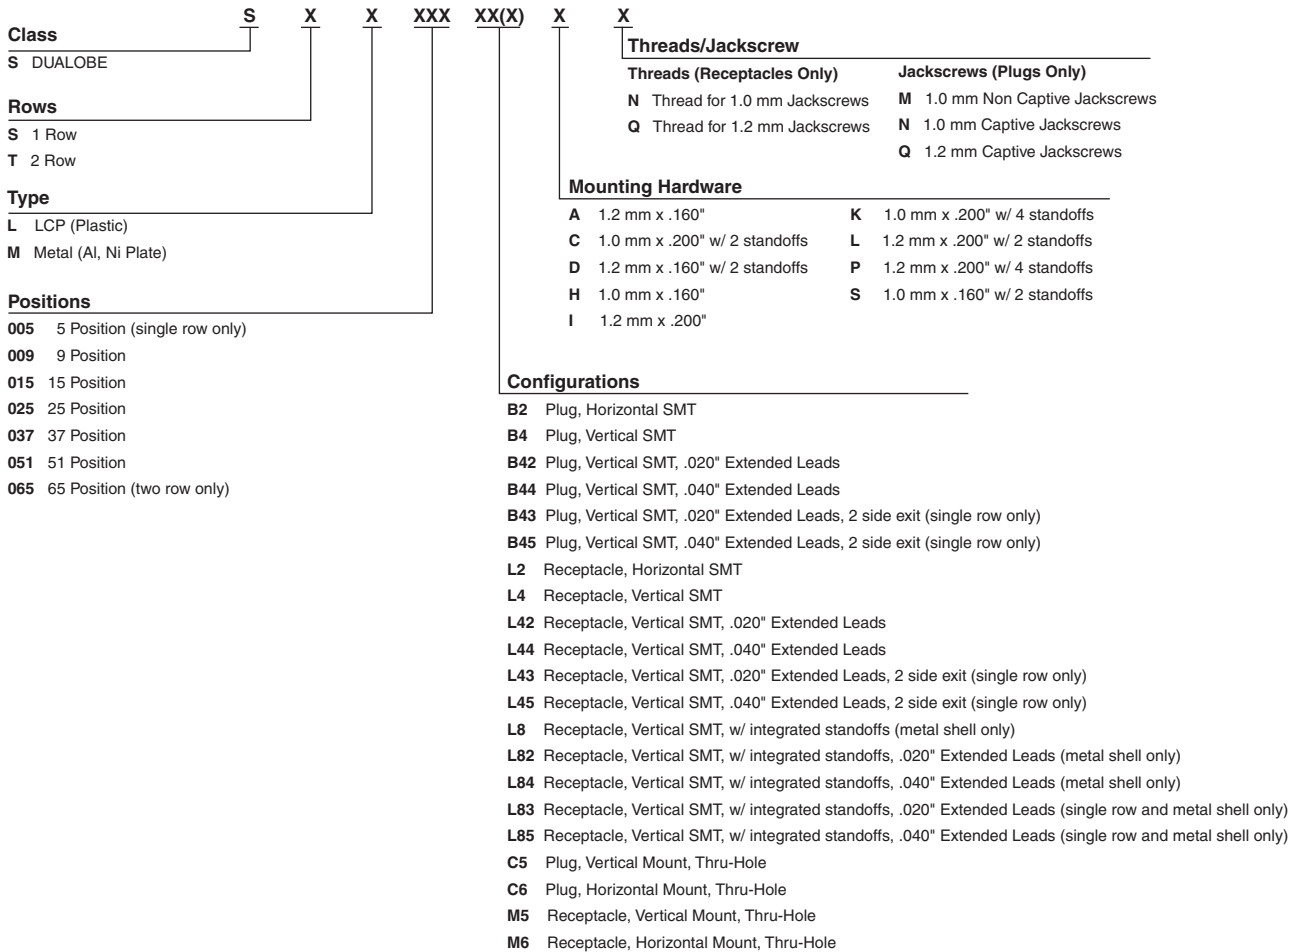 S X X XXX XX(X) X X
Class
S DUALOBE
Rows
S 1 Row
T 2 Row
Type
L LCP (Plastic)
M Metal (Al, Ni Plate)
Positions
005 5 Position (single row only)
009 9 Position
015 15 Position
025 25 Position
037 37 Position
051 51 Position
065 65 Position (two row only)
Threads/Jackscrew
Threads (Receptacles Only)
N Thread for 1.0 mm Jackscrews
Q Thread for 1.2 mm Jackscrews
Jackscrews (Plugs Only)
M 1.0 mm Non Captive Jackscrews
N 1.0 mm Captive Jackscrews
Q 1.2 mm Captive Jackscrews
Mounting Hardware
A 1.2 mm x .160"
C 1.0 mm x .200" w/ 2 standoffs
D 1.2 mm x .160" w/ 2 standoffs
H 1.0 mm x .160"
I 1.2 mm x .200"
K 1.0 mm x .200" w/ 4 standoffs
L 1.2 mm x .200" w/ 2 standoffs
P 1.2 mm x .200" w/ 4 standoffs
S 1.0 mm x .160" w/ 2 standoffs
Configurations
B2 Plug, Horizontal SMT
B4 Plug, Vertical SMT
B42 Plug, Vertical SMT, .020" Extended Leads
B44 Plug, Vertical SMT, .040" Extended Leads
B43 Plug, Vertical SMT, .020" Extended Leads, 2 side exit (single row only)
B45 Plug, Vertical SMT, .040" Extended Leads, 2 side exit (single row only)
L2 Receptacle, Horizontal SMT
L4 Receptacle, Vertical SMT
L42 Receptacle, Vertical SMT, .020" Extended Leads
L44 Receptacle, Vertical SMT, .040" Extended Leads
L43 Receptacle, Vertical SMT, .020" Extended Leads, 2 side exit (single row only)
L45 Receptacle, Vertical SMT, .040" Extended Leads, 2 side exit (single row only)
L8 Receptacle, Vertical SMT, w/ integrated standoffs (metal shell only)
L82 Receptacle, Vertical SMT, w/ integrated standoffs, .020" Extended Leads (metal shell only)
L84 Receptacle, Vertical SMT, w/ integrated standoffs, .040" Extended Leads (metal shell only)
L83 Receptacle, Vertical SMT, w/ integrated standoffs, .020" Extended Leads (single row and metal shell only)
L85 Receptacle, Vertical SMT, w/ integrated standoffs, .040" Extended Leads (single row and metal shell only)
C5 Plug, Vertical Mount, Thru-Hole
C6 Plug, Horizontal Mount, Thru-Hole
M5 Receptacle, Vertical Mount, Thru-Hole
M6 Receptacle, Horizontal Mount, Thru-Hole